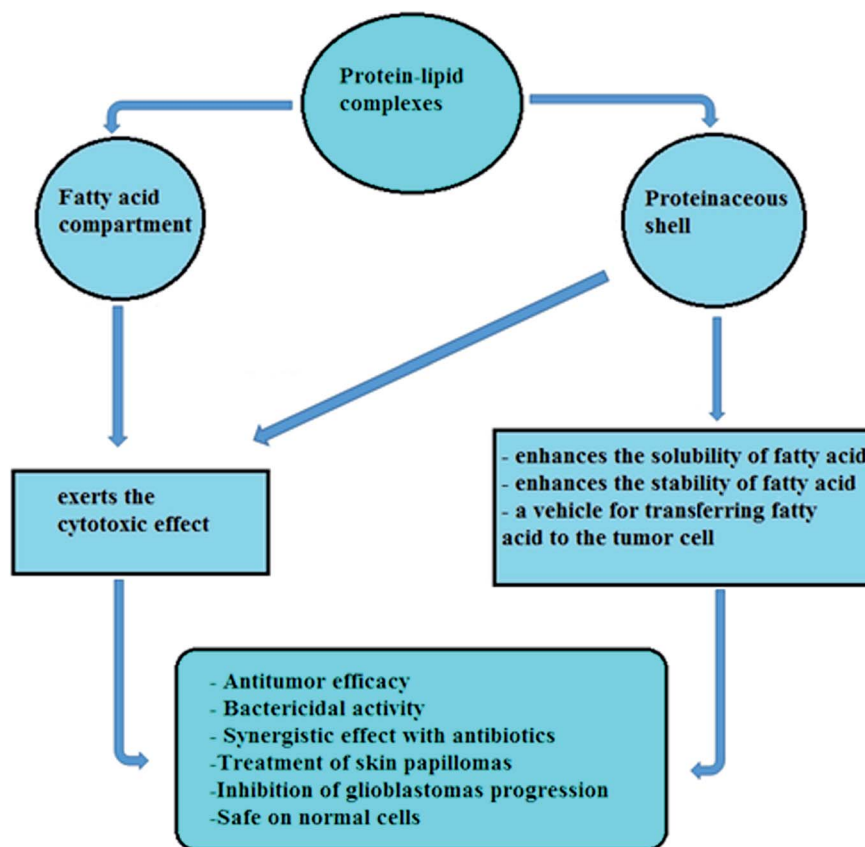 Protein-lipid
complexes
Fatty acid
compartment
Proteinaceous
shell
exerts the
cytotoxic effect
- enhances the solubility of fatty acid
- enhances the stability of fatty acid
- a vehicle for transferring fatty
acid to the tumor cell
- Antitumor efficacy
- Bactericidal activity
- Synergistic effect with antibiotics
-Treatment of skin papillomas
-Inhibition of glioblastomas progression
-Safe on normal cells